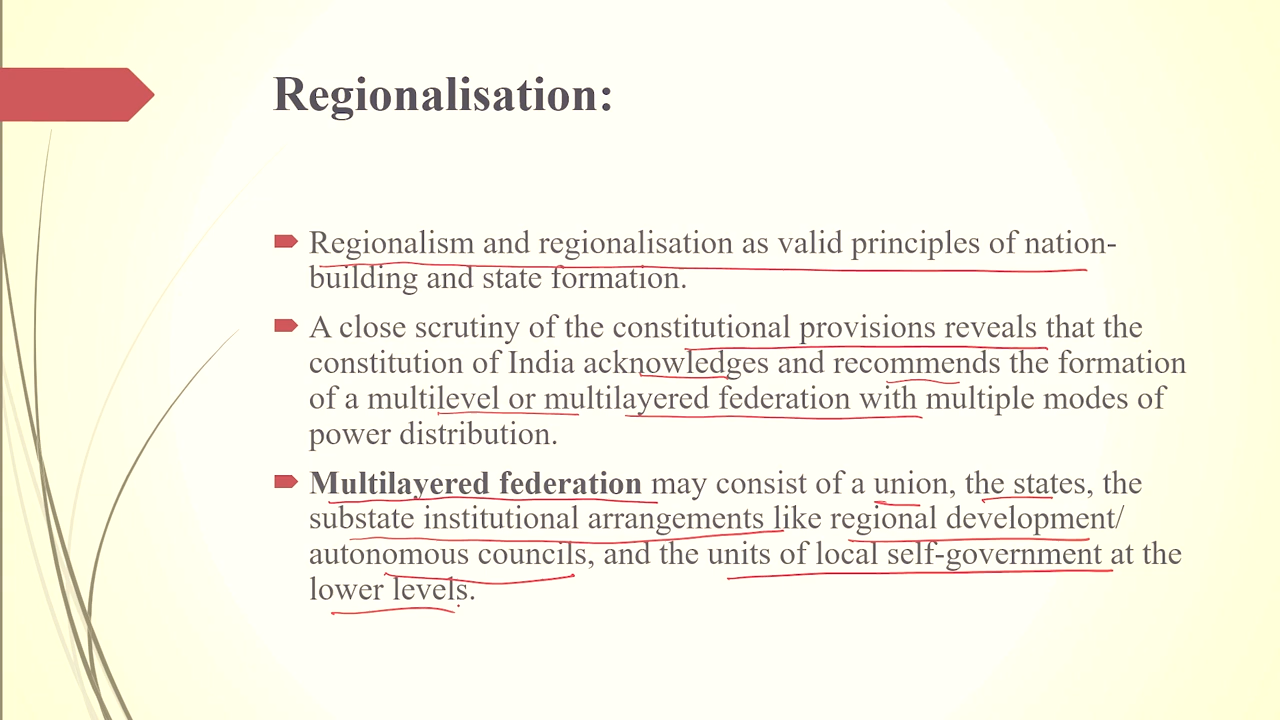 Regionalisation:
Regionalism and regionalisation as valid principles of nation-
building and state formation.
A close scrutiny of the constitutional provisions reveals that the
constitution of India acknowledges and recommends the formation
of a multilevel or multilayered federation with multiple modes of
power distribution.
Multilayered federation may consist of a union, the states, the
substate institutional arrangements like regional development/
autonomous councils, and the units of local self-government at the
lower levels.